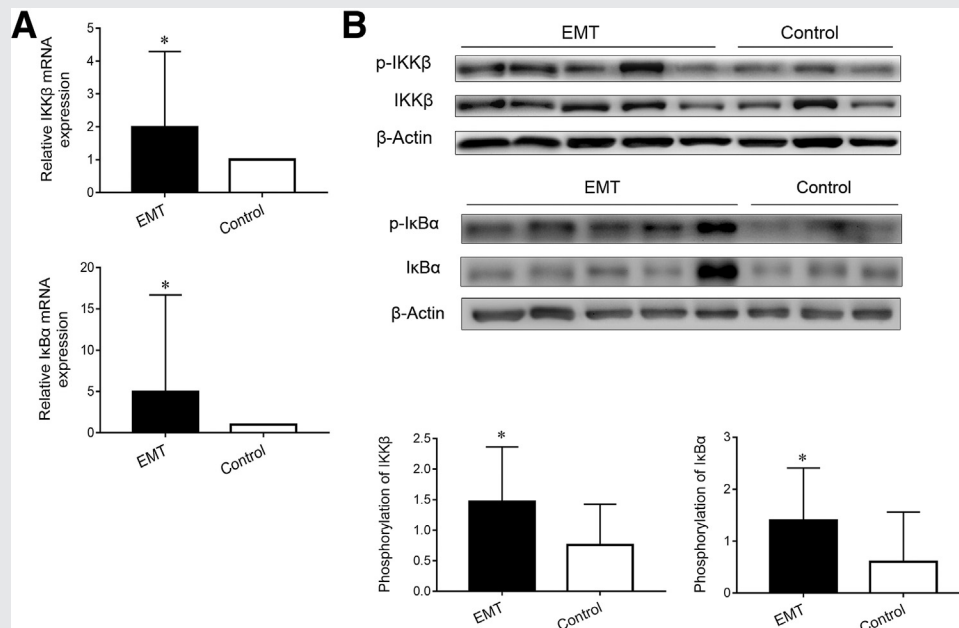 A
Relative IKKβ mRNA
expression
5
4
3
2
1
0
*
EMT
Control
Relative IκBα mRNA
expression
20
15
10
5
0
*
EMT
Control
B
EMT
Control
p-IKKβ
IKKβ
β-Actin
EMT
Control
p-IκBα
IκBα
β-Actin
Phosphorylation of IKKβ
2.5
2.0
1.5
1.0
0.5
0.0
*
EMT
Control
Phosphorylation of IκBα
3
2
1
0
*
EMT
Control